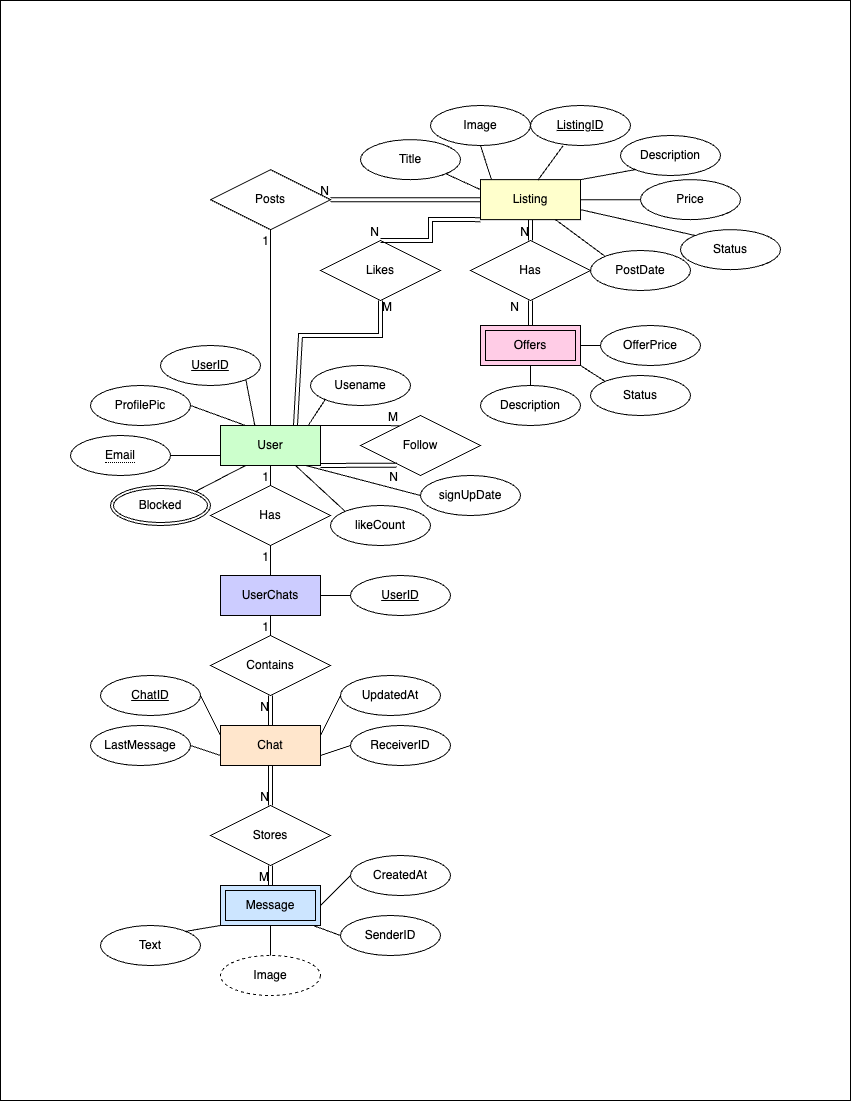 Image
ListingID
Title
Description
Posts
N
Listing
Price
1
N
N
Status
Likes
Has
PostDate
M
N
UserID
Offers
OfferPrice
ProfilePic
Usename
Status
Description
M
User
Follow
Email
1
N
signUpDate
Blocked
Has
likeCount
1
UserChats
UserID
1
Contains
ChatID
UpdatedAt
N
LastMessage
Chat
ReceiverID
N
Stores
M
CreatedAt
Message
Text
SenderID
Image